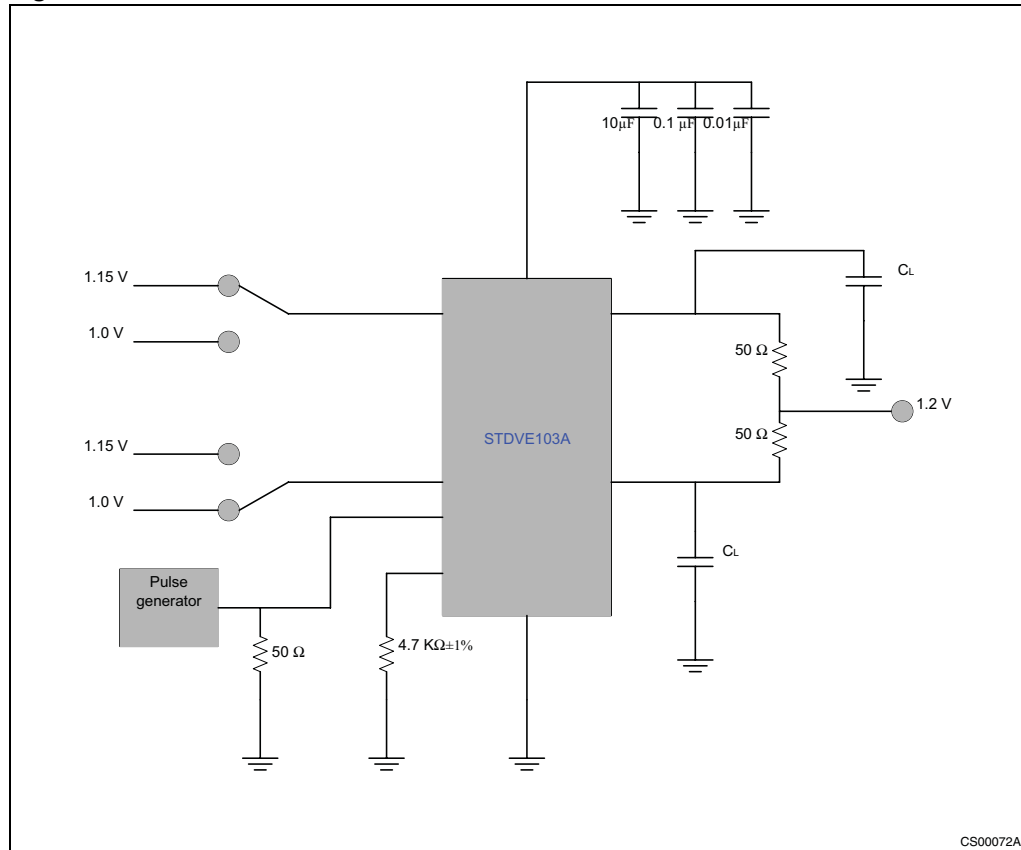 10µF 0.1 µF 0.01µF
1.15 V
CL
1.0 V
50 Ω
1.2 V
1.15 V
50 Ω
STDVE103A
1.0 V
CL
Pulse
generator
50 Ω
4.7 KΩ±1%
CS00072A